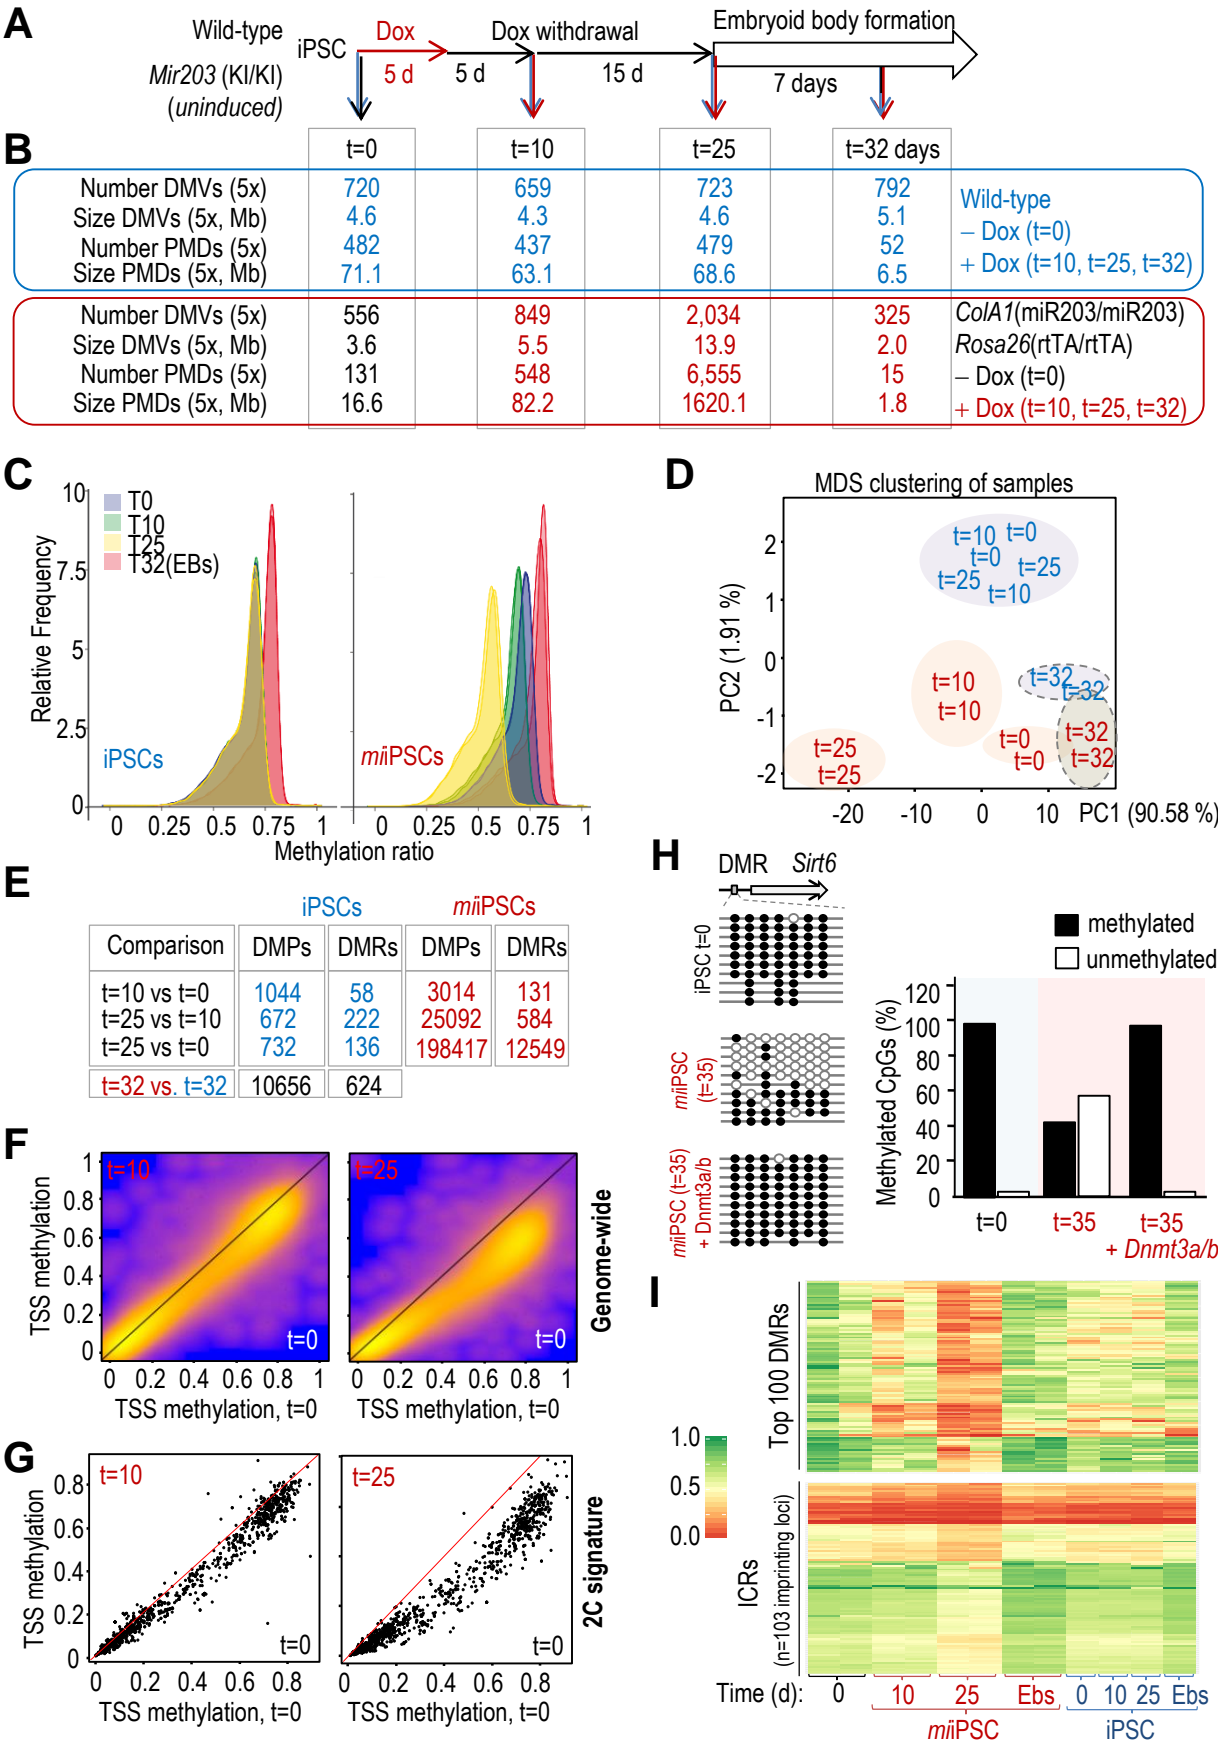 A
Wild-type
Mir203 (KI/KI)
(uninduced)
iPSC
Dox
5 d
5 d
Dox withdrawal
15 d
Embryoid body formation
7 days
B
t=0 t=10 t=25 t=32 days
Number DMVs (5x) 720 659 723 792
Size DMVs (5x, Mb) 4.6 4.3 4.6 5.1
Number PMDs (5x) 482 437 479 52
Size PMDs (5x, Mb) 71.1 63.1 68.6 6.5
Wild-type
– Dox (t=0)
+ Dox (t=10, t=25, t=32)
Number DMVs (5x) 556 849 2,034 325
Size DMVs (5x, Mb) 3.6 5.5 13.9 2.0
Number PMDs (5x) 131 548 6,555 15
Size PMDs (5x, Mb) 16.6 82.2 1620.1 1.8
ColA1(miR203/miR203)
Rosa26(rtTA/rtTA)
– Dox (t=0)
+ Dox (t=10, t=25, t=32)
C
Relative Frequency
10
7.5
5
2.5
0
T0
T10
T25
T32(EBs)
iPSCs
miiPSCs
0 0.25 0.5 0.75 1
0 0.25 0.5 0.75 1
Methylation ratio
D
MDS clustering of samples
PC2 (1.91 %)
2
1
0
-1
-2
t=10 t=0
t=0
t=25 t=25
t=10
t=32
t=32
t=10
t=10
t=0
t=0
t=32
t=32
t=25
t=25
-20 -10 0 10 PC1 (90.58 %)
E
iPSCs miiPSCs
Comparison DMPs DMRs DMPs DMRs
t=10 vs t=0 1044 58 3014 131
t=25 vs t=10 672 222 25092 584
t=25 vs t=0 732 136 198417 12549
t=32 vs. t=32 10656 624
F
TSS methylation
1
0.8
0.6
0.4
0.2
0
t=10
t=0
t=25
t=0
0 0.2 0.4 0.6 0.8 1
0 0.2 0.4 0.6 0.8 1
TSS methylation, t=0
TSS methylation, t=0
Genome-wide
G
TSS methylation
0.8
0.6
0.4
0.2
0
t=10
t=0
t=25
t=0
0 0.2 0.4 0.6 0.8
0 0.2 0.4 0.6 0.8
TSS methylation, t=0
TSS methylation, t=0
2C signature
H
DMR Sirt6
iPSC t=0
miiPSC
(t=35)
miiPSC (t=35)
+ Dnmt3a/b
methylated
unmethylated
Methylated CpGs (%)
120
100
80
60
40
20
0
t=0 t=35 t=35
+ Dnmt3a/b
I
Top 100 DMRs
ICRs
(n=103 imprinting loci)
1.0
0.5
0.0
Time (d): 0 10 25 Ebs 0 10 25 Ebs
miiPSC iPSC